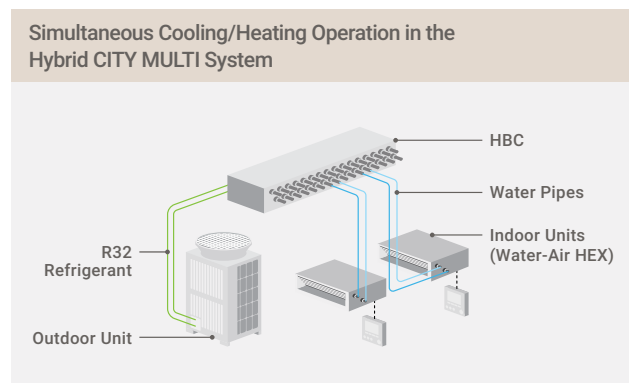 Simultaneous Cooling/Heating Operation in the
Hybrid CITY MULTI System
HBC
Water Pipes
Indoor Units
(Water-Air HEX)
R32
Refrigerant
Outdoor Unit